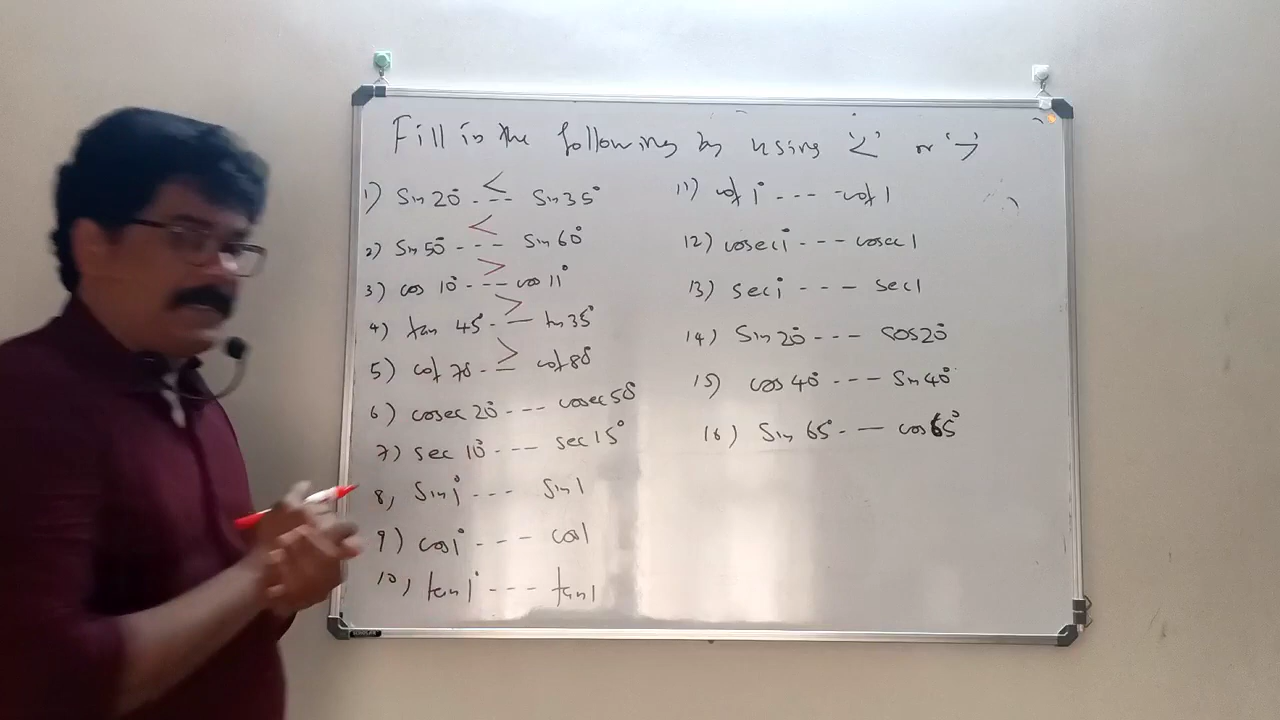 Fill in the following by using '<' or '>'
1) Sin 20° < --- Sin 35°
2) Sin 50° < --- Sin 60°
3) cos 10° > --- cos 11°
4) tan 45° > --- tan 35°
5) cot 70° > --- cot 80°
6) cosec 20° --- cosec 50°
7) sec 10° --- sec 15°
8) Sin 1° --- Sin 1
9) cos 1° --- cos 1
10) tan 1° --- tan 1
11) cot 1° --- cot 1
12) cosec 1° --- cosec 1
13) sec 1° --- sec 1
14) Sin 20° --- cos 20°
15) cos 40° --- Sin 40°
16) Sin 65° --- cos 65°
SCHOLAR